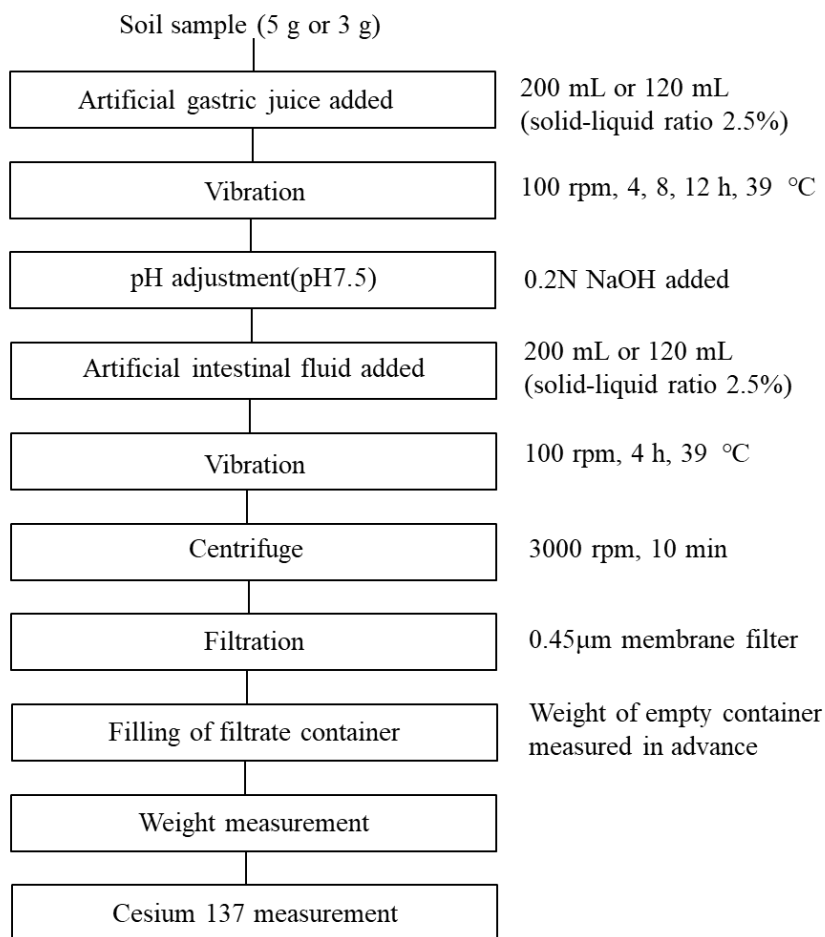 Soil sample (5 g or 3 g)
Artificial gastric juice added
200 mL or 120 mL
(solid-liquid ratio 2.5%)
Vibration
100 rpm, 4, 8, 12 h, 39 ℃
pH adjustment(pH7.5)
0.2N NaOH added
Artificial intestinal fluid added
200 mL or 120 mL
(solid-liquid ratio 2.5%)
Vibration
100 rpm, 4 h, 39 ℃
Centrifuge
3000 rpm, 10 min
Filtration
0.45μm membrane filter
Filling of filtrate container
Weight of empty container
measured in advance
Weight measurement
Cesium 137 measurement